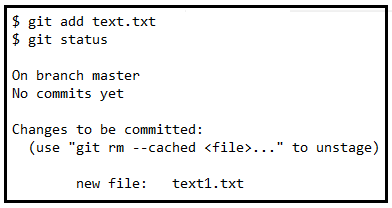 $ git add text.txt
$ git status
On branch master
No commits yet
Changes to be committed:
(use "git rm --cached <file>..." to unstage)
new file: text1.txt